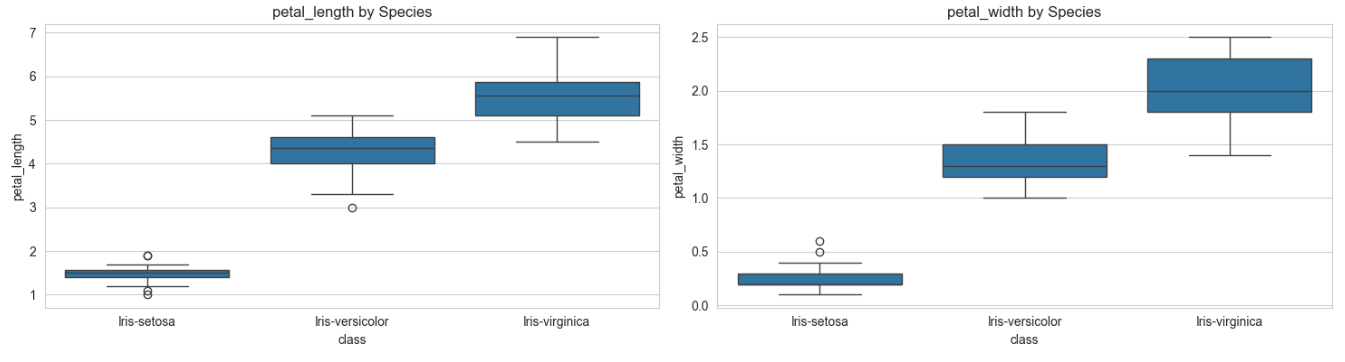 petal_length by Species
petal_length
7
6
5
4
3
2
1
Iris-setosa
Iris-versicolor
Iris-virginica
class
petal_width by Species
petal_width
2.5
2.0
1.5
1.0
0.5
0.0
Iris-setosa
Iris-versicolor
Iris-virginica
class